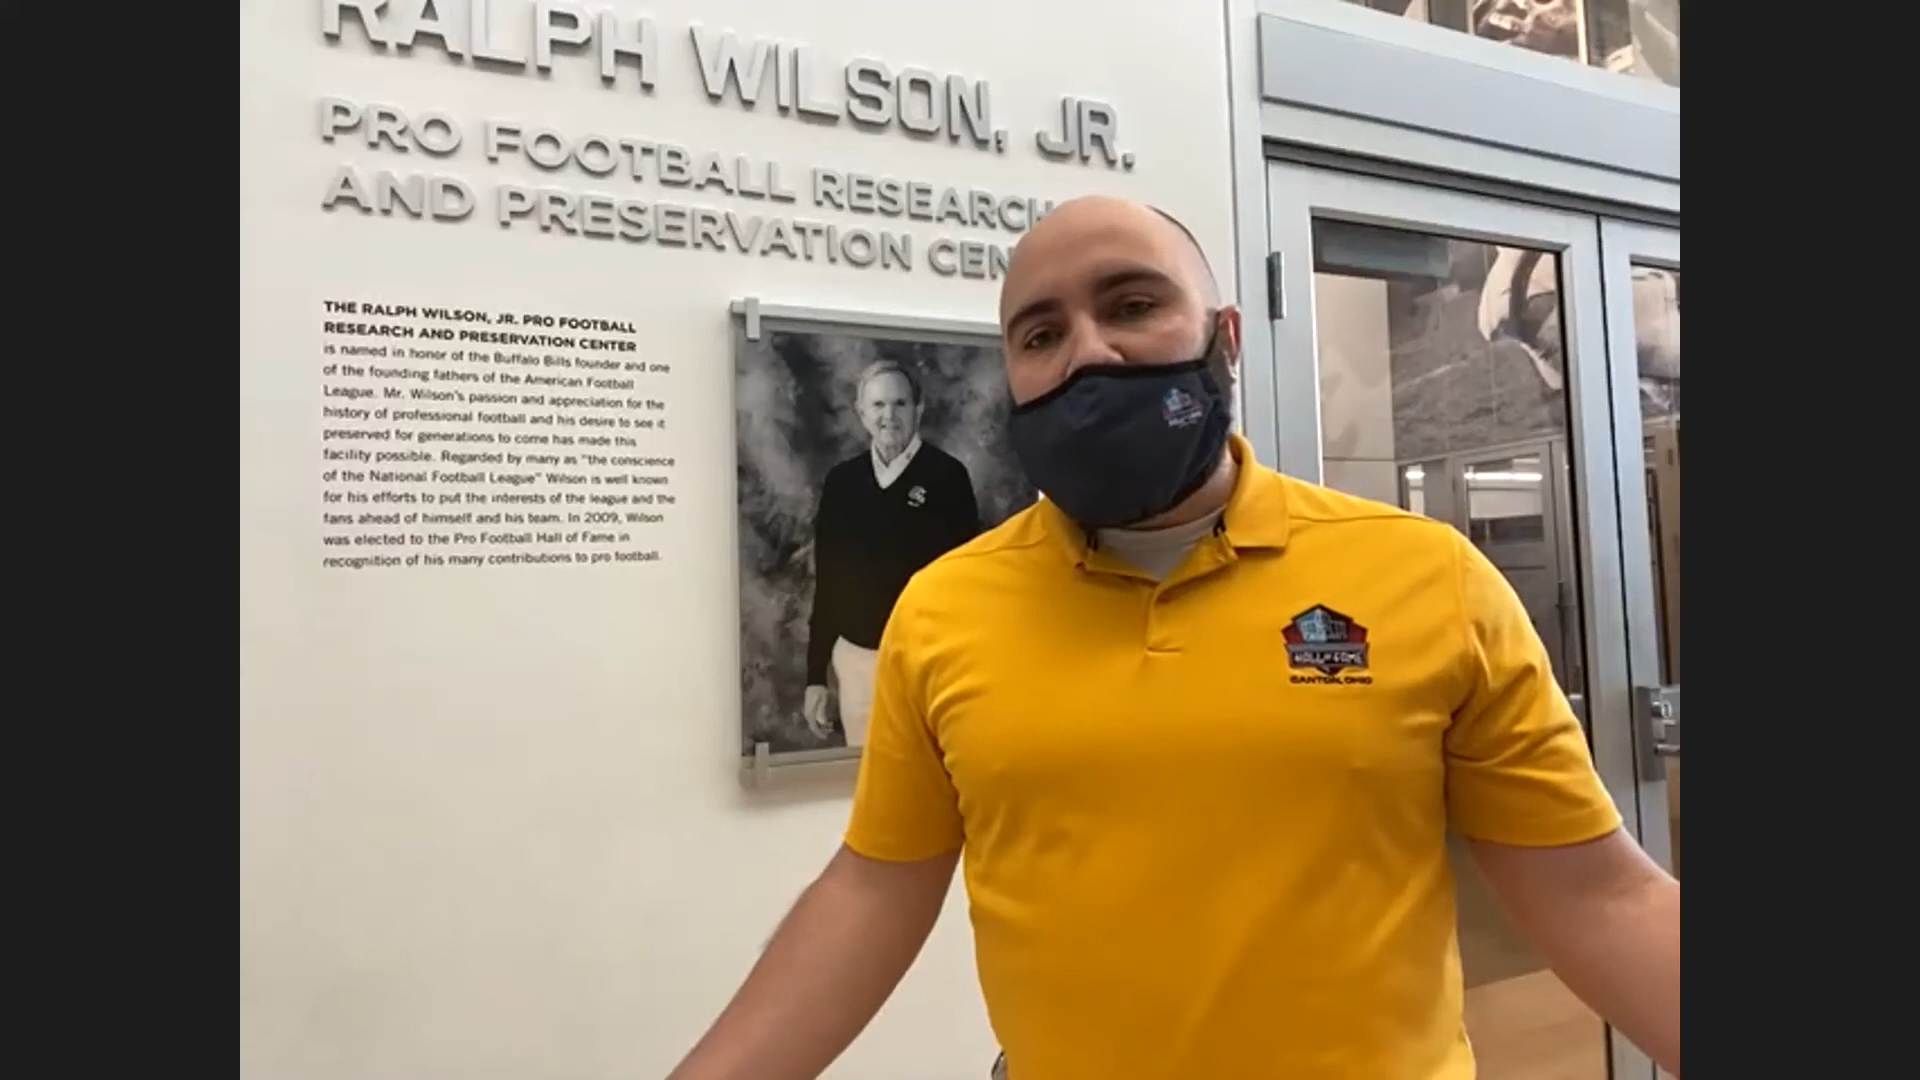 RALPH WILSON, JR.
PRO FOOTBALL RESEARCH
AND PRESERVATION CEN
THE RALPH WILSON, JR. PRO FOOTBALL
RESEARCH AND PRESERVATION CENTER
is named in honor of the Buffalo Bills founder and one
of the founding fathers of the American Football
League. Mr. Wilson's passion and appreciation for the
history of professional football and his desire to see it
preserved for generations to come has made this
facility possible. Regarded by many as "the conscience
of the National Football League" Wilson is well known
for his efforts to put the interests of the league and the
fans ahead of himself and his team. In 2009, Wilson
was elected to the Pro Football Hall of Fame in
recognition of his many contributions to pro football.
HALL OF FAME
CANTON, OHIO